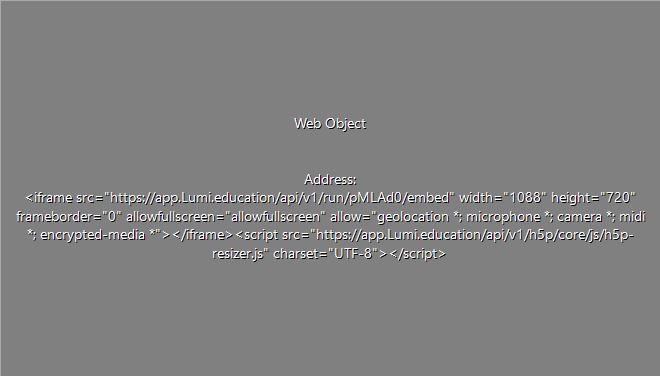 Web Object
Address:
<iframe src="https://app.Lumi.education/api/v1/run/pMLAd0/embed" width="1088" height="720"
frameborder="0" allowfullscreen="allowfullscreen" allow="geolocation *; microphone *; camera *; midi
*; encrypted-media *"></iframe><script src="https://app.Lumi.education/api/v1/h5p/core/js/h5p-
resizer.js" charset="UTF-8"></script>